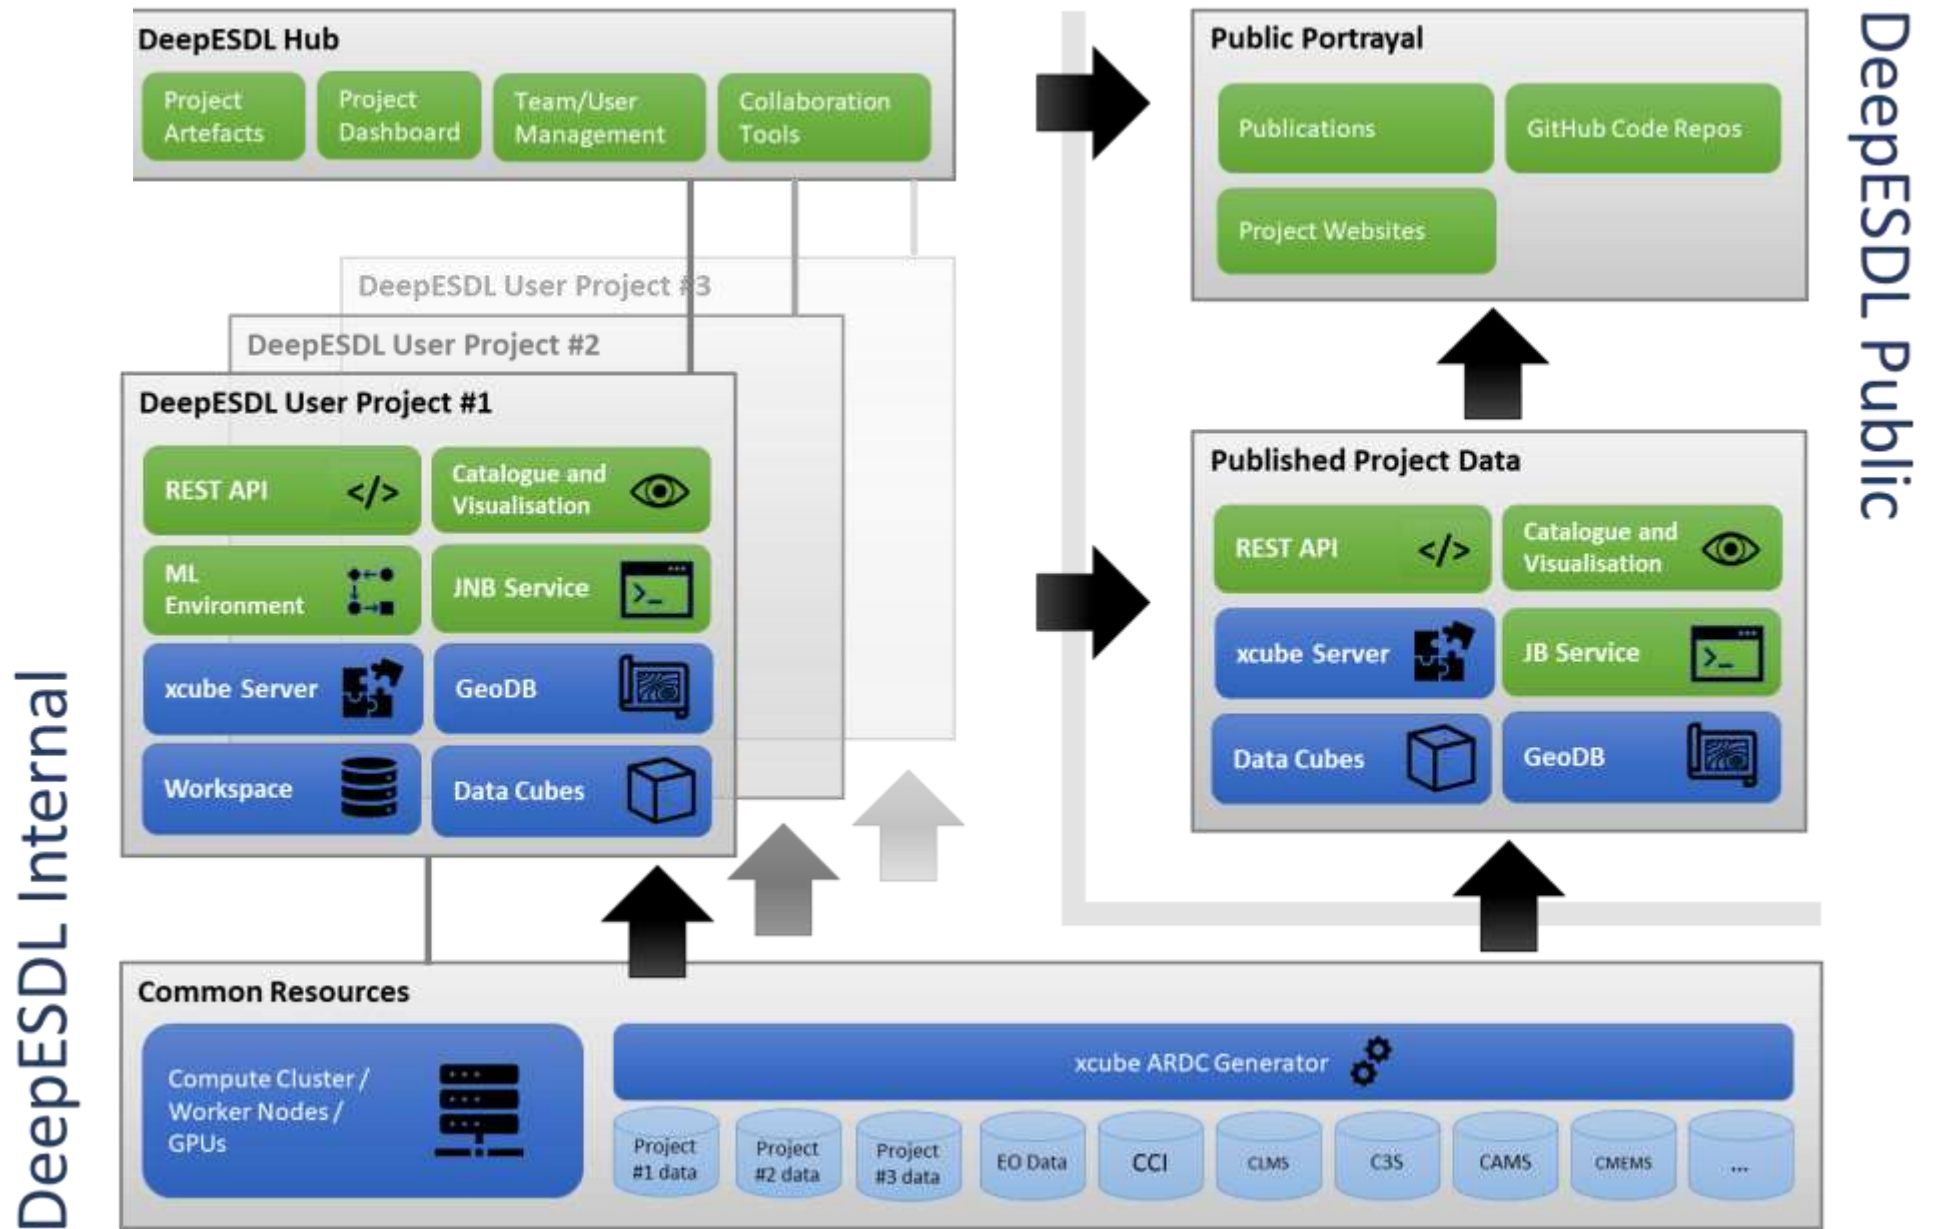 DeepESDL Hub
Project
Artefacts
Project
Dashboard
Team/User
Management
Collaboration
Tools
Public Portrayal
Publications
GitHub Code Repos
Project Websites
DeepESDL Public
DeepESDL User Project #3
DeepESDL User Project #2
DeepESDL User Project #1
REST API
</>
Catalogue and
Visualisation
ML
Environment
JNB Service
>_
xcube Server
GeoDB
Workspace
Data Cubes
Published Project Data
REST API
</>
Catalogue and
Visualisation
xcube Server
JB Service
>_
Data Cubes
GeoDB
DeepESDL Internal
Common Resources
Compute Cluster /
Worker Nodes /
GPUs
xcube ARDC Generator
Project
#1 data
Project
#2 data
Project
#3 data
EO Data
CCI
CLMS
C3S
CAMS
CMEMS
...